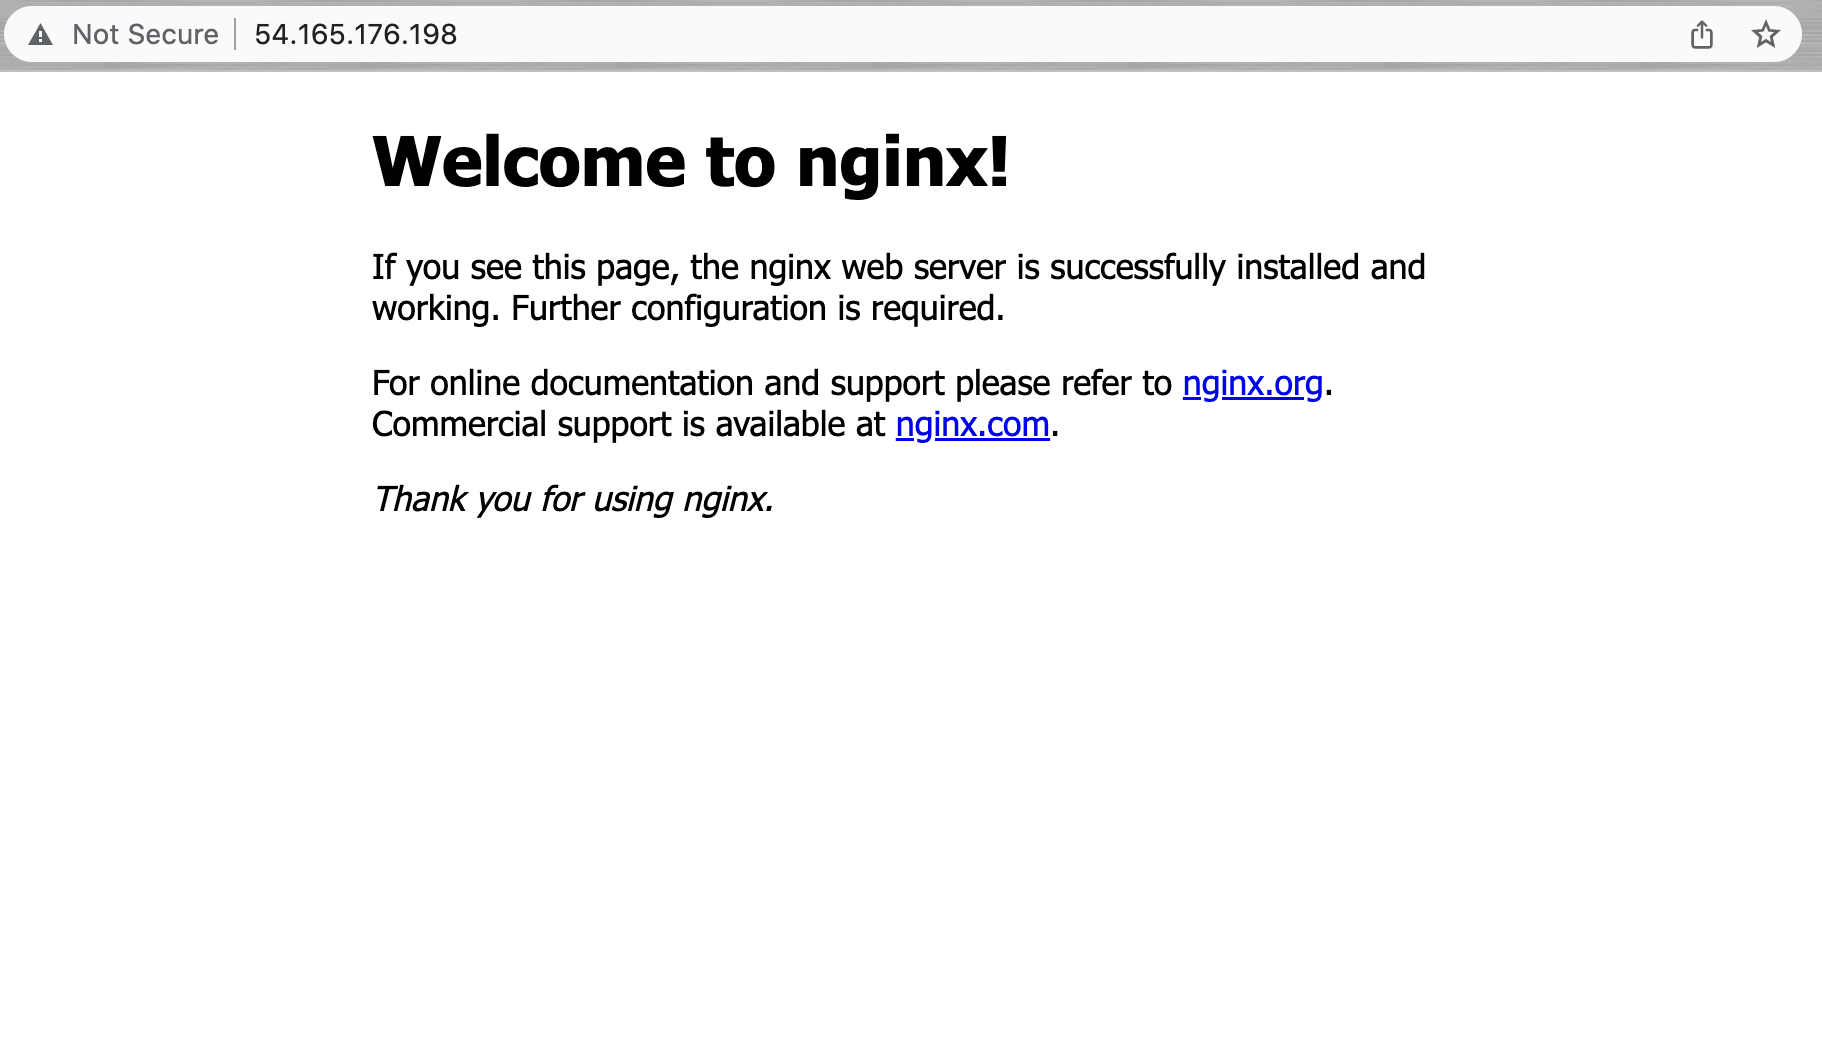 Not Secure 54.165.176.198
Welcome to nginx!
If you see this page, the nginx web server is successfully installed and
working. Further configuration is required.
For online documentation and support please refer to nginx.org.
Commercial support is available at nginx.com.
Thank you for using nginx.